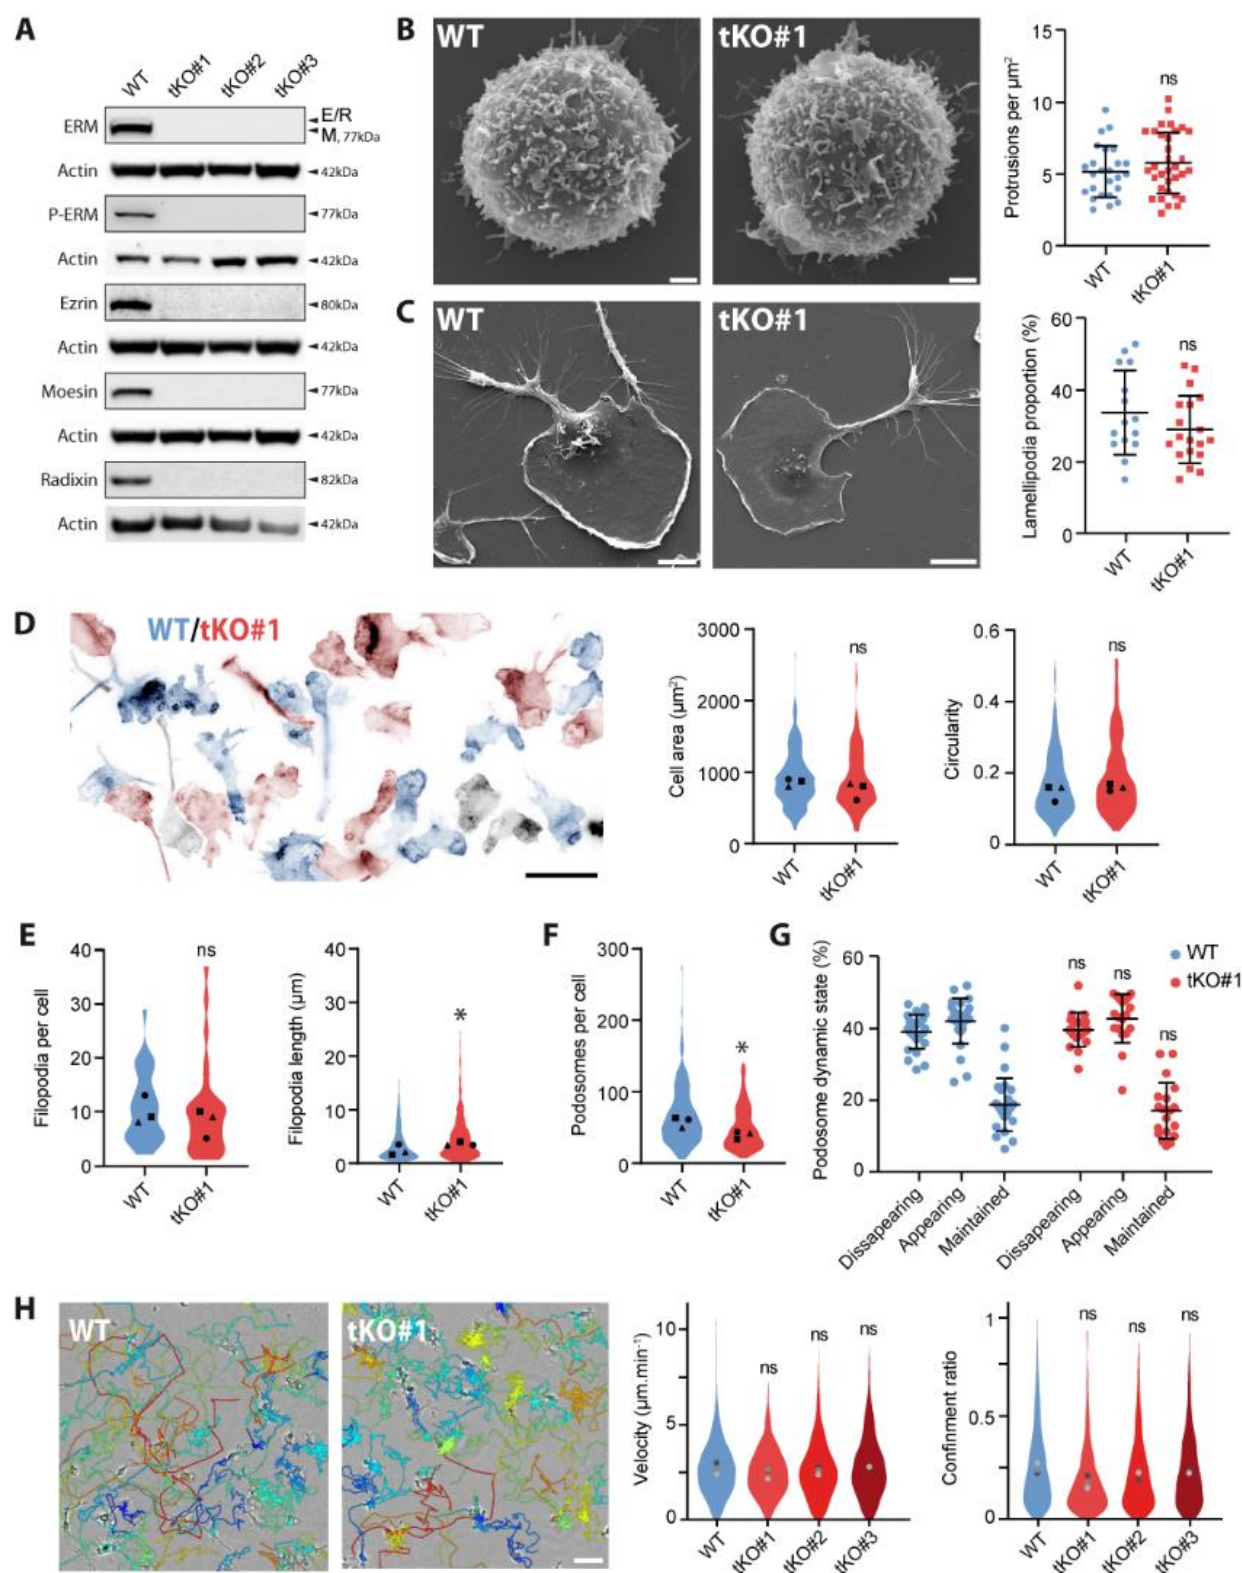 A
WT
tKO#1
tKO#2
tKO#3
ERM
E/R
M, 77kDa
Actin
42kDa
P-ERM
77kDa
Actin
42kDa
Ezrin
80kDa
Actin
42kDa
Moesin
77kDa
Actin
42kDa
Radixin
82kDa
Actin
42kDa
B
WT
tKO#1
Protrusions per µm²
15
10
5
0
ns
WT
tKO#1
C
WT
tKO#1
Lamellipodia proportion (%)
60
40
20
0
ns
WT
tKO#1
D
WT/tKO#1
Cell area (µm²)
3000
2000
1000
0
ns
WT
tKO#1
Circularity
0.6
0.4
0.2
0
ns
WT
tKO#1
E
Filopodia per cell
40
30
20
10
0
ns
WT
tKO#1
Filopodia length (µm)
40
30
20
10
0
*
WT
tKO#1
F
Podosomes per cell
300
200
100
0
*
WT
tKO#1
G
Podosome dynamic state (%)
60
40
20
0
WT
tKO#1
ns
ns
ns
Dissapearing
Appearing
Maintained
Dissapearing
Appearing
Maintained
H
WT
tKO#1
Velocity (µm.min⁻¹)
10
5
0
ns
ns
ns
WT
tKO#1
tKO#2
tKO#3
Confinment ratio
1
0.5
0
ns
ns
ns
WT
tKO#1
tKO#2
tKO#3